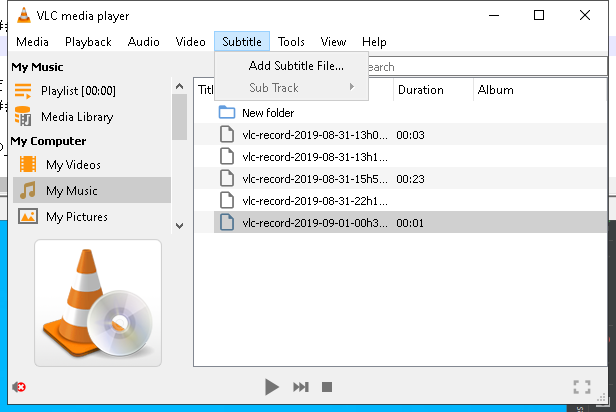 VLC media player
Media Playback Audio Video Subtitle Tools View Help
Add Subtitle File...
Sub Track
My Music
Playlist [00:00]
Media Library
My Computer
My Videos
My Music
My Pictures
earch
Titl Duration Album
New folder
vlc-record-2019-08-31-13h0... 00:03
vlc-record-2019-08-31-13h1...
vlc-record-2019-08-31-15h5... 00:23
vlc-record-2019-08-31-22h1...
vlc-record-2019-09-01-00h3... 00:01